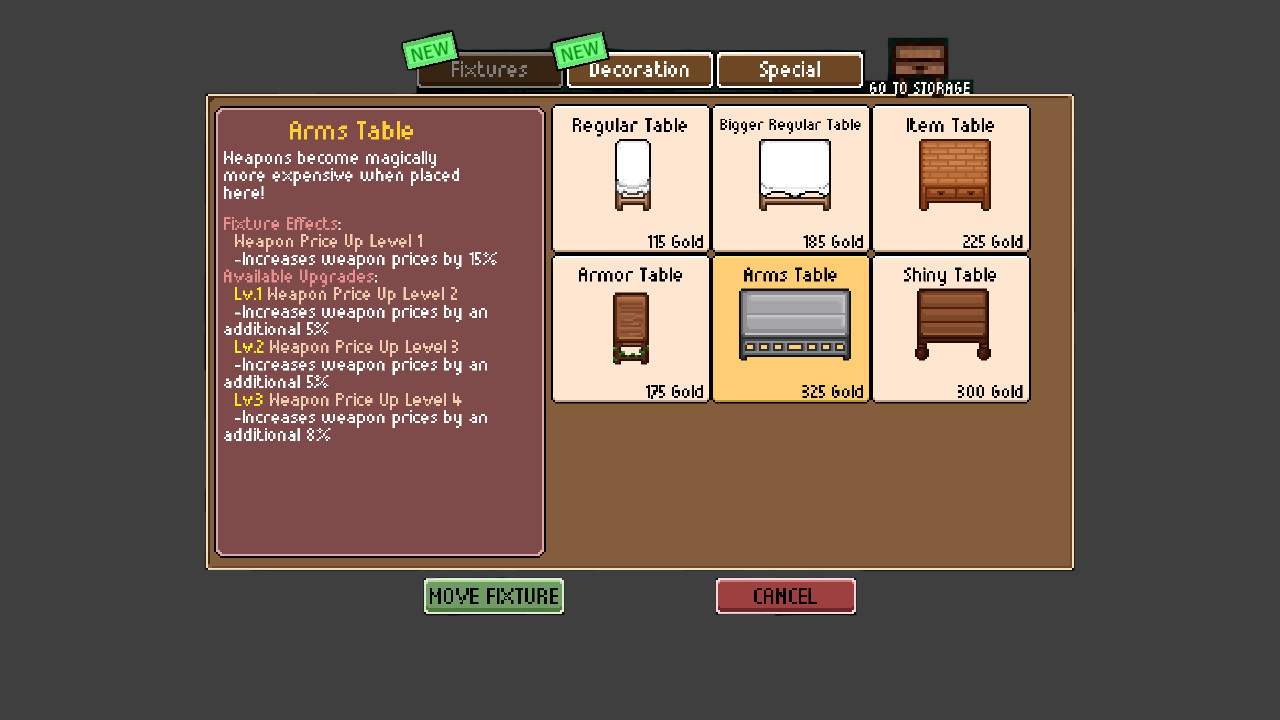 NEW
NEW
Fixtures
Decoration
Special
GO TO STORAGE
Arms Table
Weapons become magically
more expensive when placed
here!
Fixture Effects:
Weapon Price Up Level 1
-Increases weapon prices by 15%
Available Upgrades:
Lv.1 Weapon Price Up Level 2
-Increases weapon prices by an
additional 5%
Lv.2 Weapon Price Up Level 3
-Increases weapon prices by an
additional 5%
Lv3 Weapon Price Up Level 4
-Increases weapon prices by an
additional 8%
Regular Table
115 Gold
Bigger Regular Table
185 Gold
Item Table
225 Gold
Armor Table
175 Gold
Arms Table
325 Gold
Shiny Table
300 Gold
MOVE FIXTURE
CANCEL